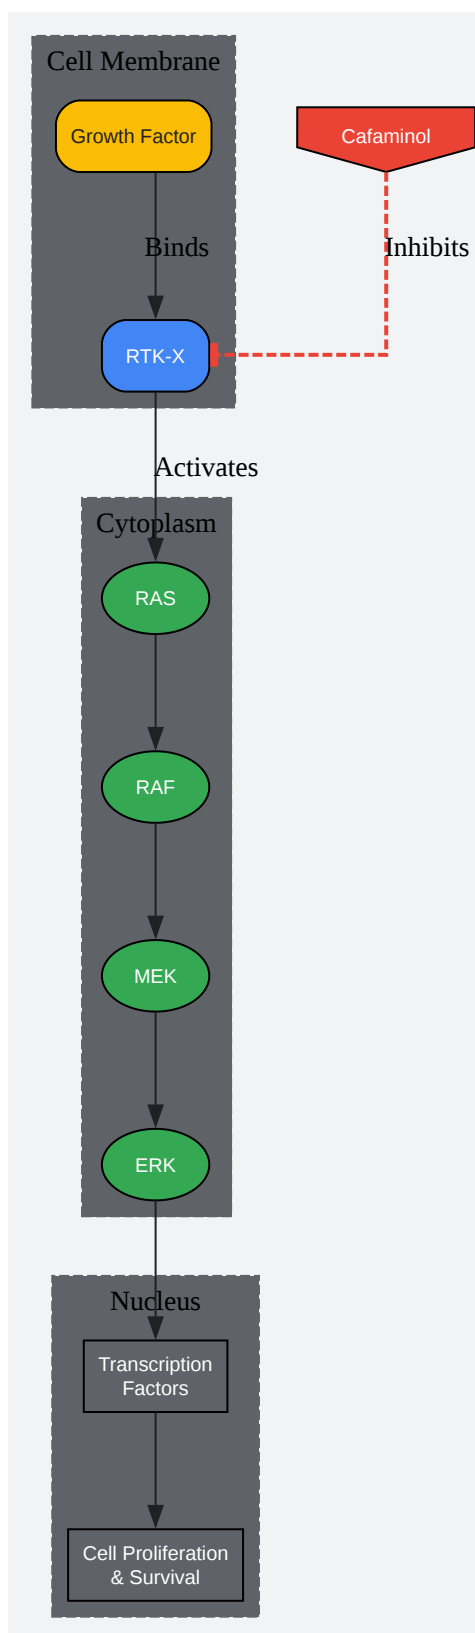 Cell Membrane
Growth Factor
Cafaminol
Binds
Inhibits
RTK-X
Activates
Cytoplasm
RAS
RAF
MEK
ERK
Nucleus
Transcription
Factors
Cell Proliferation
& Survival